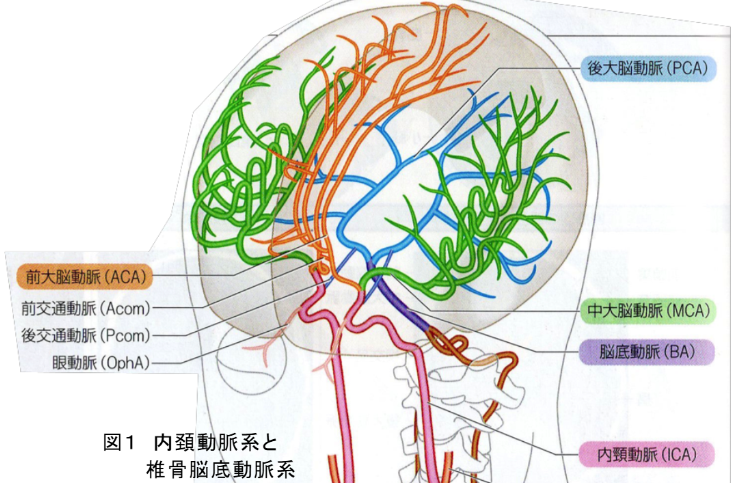 後大脳動脈(PCA)
前大脳動脈(ACA)
前交通動脈(Acom)
後交通動脈(Pcom)
眼動脈(OphA)
中大脳動脈(MCA)
脳底動脈(BA)
内頸動脈(ICA)
図1 内頚動脈系と
椎骨脳底動脈系